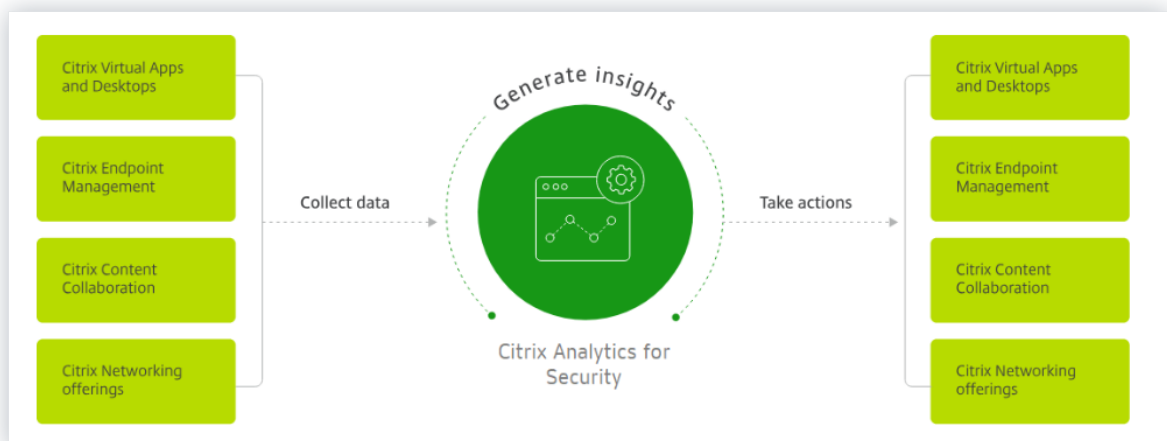 Citrix Virtual Apps
and Desktops
Citrix Endpoint
Management
Citrix Content
Collaboration
Citrix Networking
offerings
Collect data
Generate insights
Citrix Analytics for
Security
Take actions
Citrix Virtual Apps
and Desktops
Citrix Endpoint
Management
Citrix Content
Collaboration
Citrix Networking
offerings